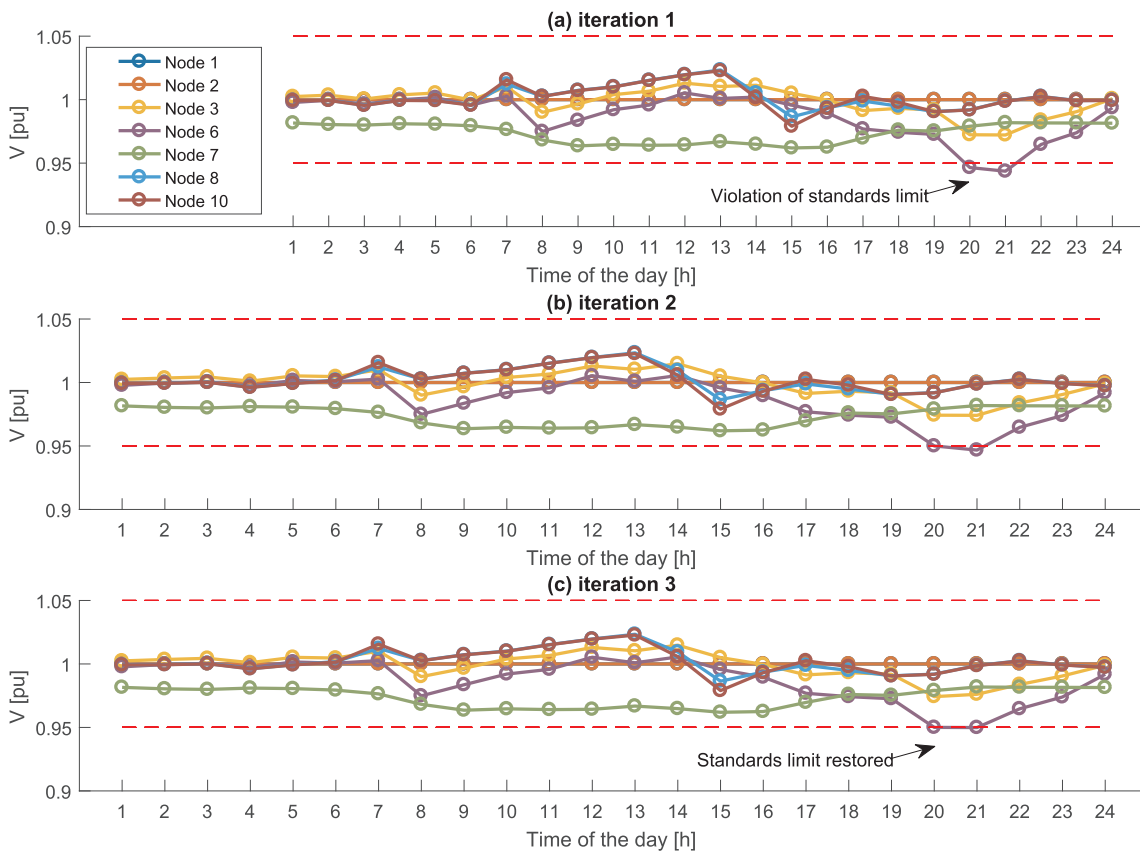 (a) iteration 1
1.05
1
0.95
0.9
V [pu]
Node 1
Node 2
Node 3
Node 6
Node 7
Node 8
Node 10
Violation of standards limit
1 2 3 4 5 6 7 8 9 10 11 12 13 14 15 16 17 18 19 20 21 22 23 24
Time of the day [h]
(b) iteration 2
1.05
1
0.95
0.9
V [pu]
1 2 3 4 5 6 7 8 9 10 11 12 13 14 15 16 17 18 19 20 21 22 23 24
Time of the day [h]
(c) iteration 3
1.05
1
0.95
0.9
V [pu]
Standards limit restored
1 2 3 4 5 6 7 8 9 10 11 12 13 14 15 16 17 18 19 20 21 22 23 24
Time of the day [h]